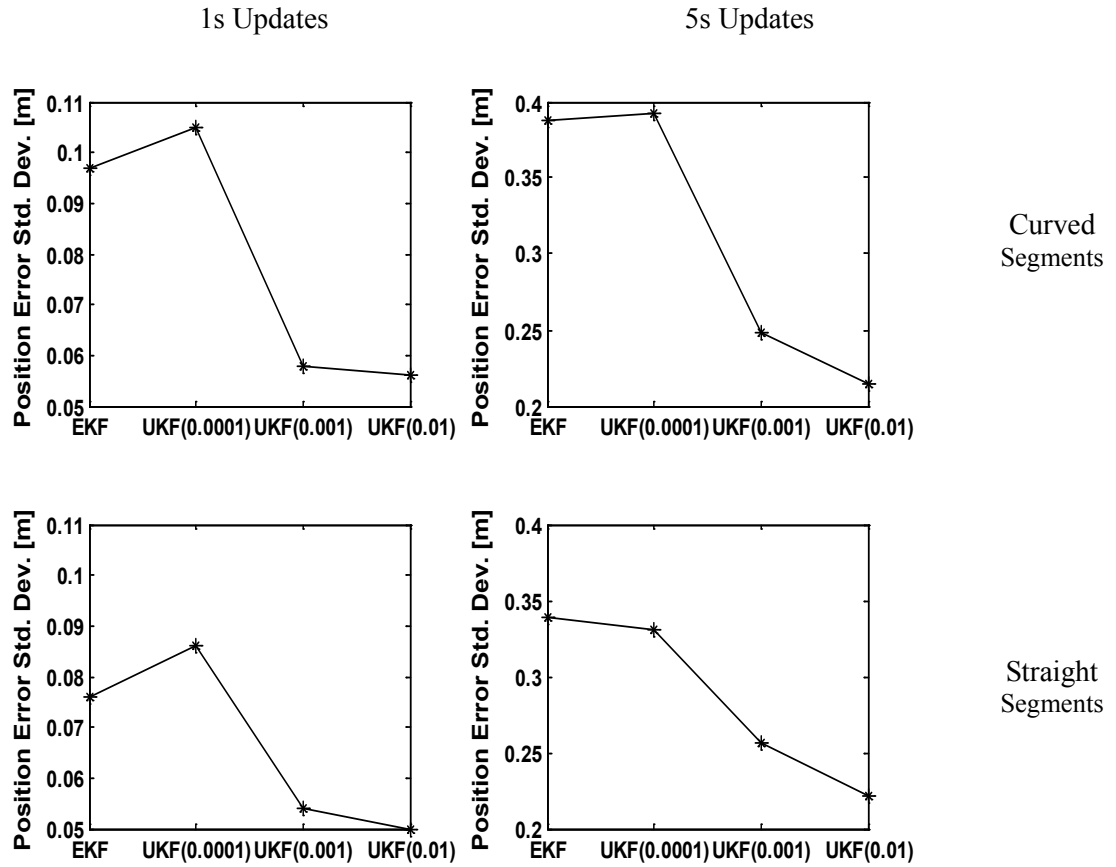 1s Updates
5s Updates
Position Error Std. Dev. [m]
0.11
0.1
0.09
0.08
0.07
0.06
0.05
EKF UKF(0.0001) UKF(0.001) UKF(0.01)
Position Error Std. Dev. [m]
0.4
0.35
0.3
0.25
0.2
EKF UKF(0.0001) UKF(0.001) UKF(0.01)
Curved
Segments
Position Error Std. Dev. [m]
0.11
0.1
0.09
0.08
0.07
0.06
0.05
EKF UKF(0.0001) UKF(0.001) UKF(0.01)
Position Error Std. Dev. [m]
0.4
0.35
0.3
0.25
0.2
EKF UKF(0.0001) UKF(0.001) UKF(0.01)
Straight
Segments